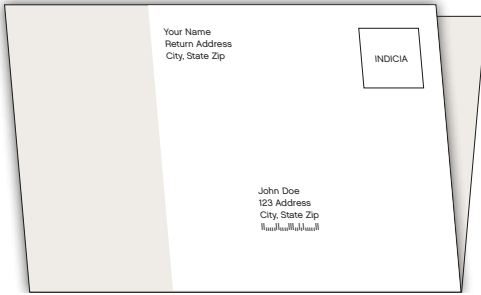 Your Name
Return Address
City, State Zip
INDICIA
John Doe
123 Address
City, State Zip